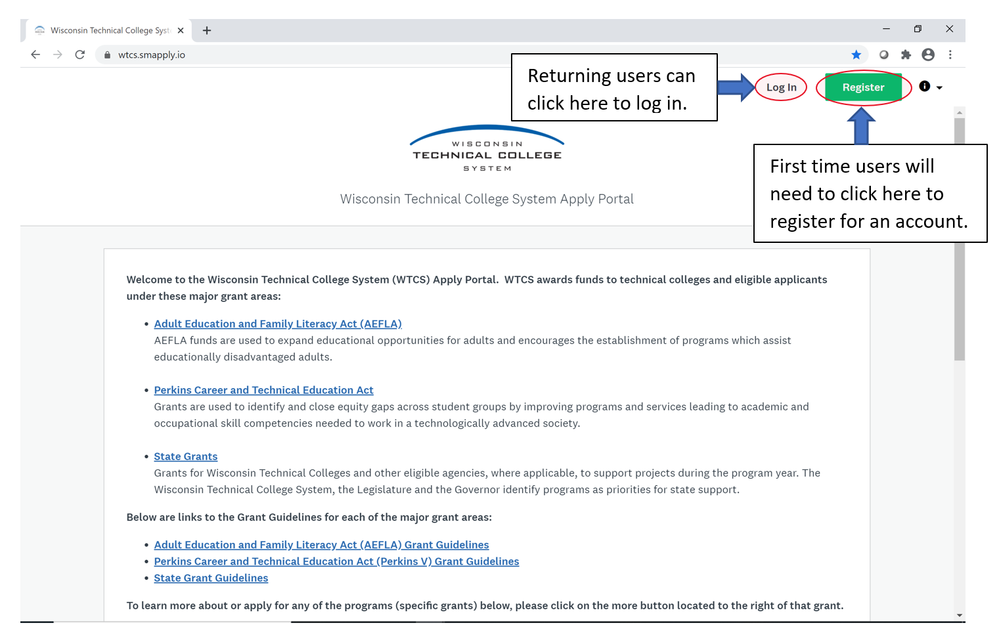 Wisconsin Technical College Syst
wtcs.smapply.io
Returning users can
click here to log in.
Log In
Register
WISCONSIN
TECHNICAL COLLEGE
SYSTEM
First time users will
need to click here to
register for an account.
Wisconsin Technical College System Apply Portal
Welcome to the Wisconsin Technical College System (WTCS) Apply Portal.  WTCS awards funds to technical colleges and eligible applicants
under these major grant areas:
• Adult Education and Family Literacy Act (AEFLA)
AEFLA funds are used to expand educational opportunities for adults and encourages the establishment of programs which assist
educationally disadvantaged adults.
• Perkins Career and Technical Education Act
Grants are used to identify and close equity gaps across student groups by improving programs and services leading to academic and
occupational skill competencies needed to work in a technologically advanced society.
• State Grants
Grants for Wisconsin Technical Colleges and other eligible agencies, where applicable, to support projects during the program year. The
Wisconsin Technical College System, the Legislature and the Governor identify programs as priorities for state support.
Below are links to the Grant Guidelines for each of the major grant areas:
• Adult Education and Family Literacy Act (AEFLA) Grant Guidelines
• Perkins Career and Technical Education Act (Perkins V) Grant Guidelines
• State Grant Guidelines
To learn more about or apply for any of the programs (specific grants) below, please click on the more button located to the right of that grant.